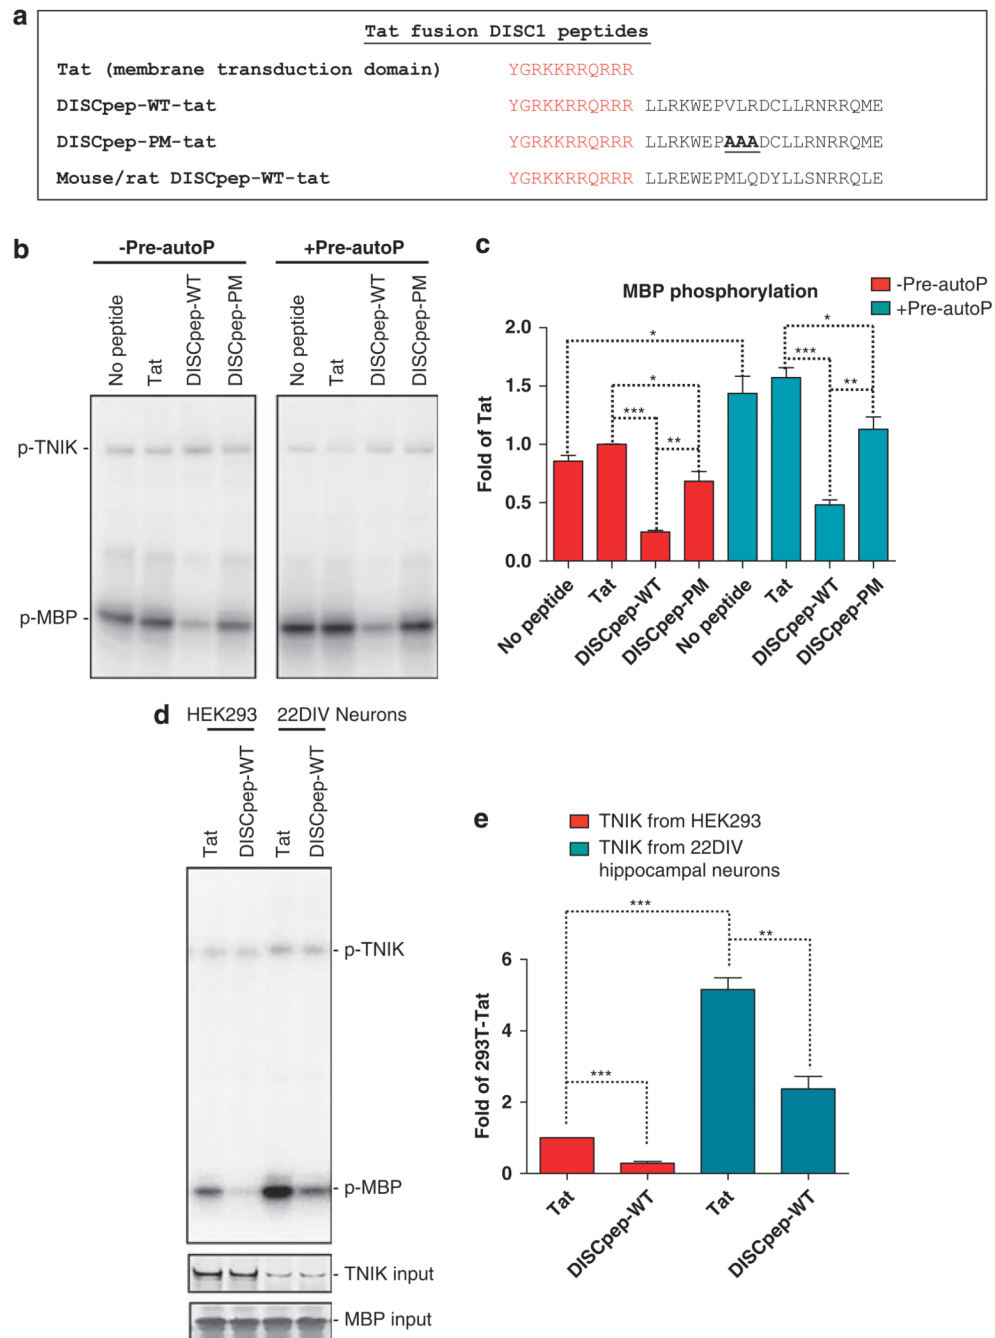 a
Tat fusion DISC1 peptides
Tat (membrane transduction domain) YGRKKRRQRRR
DISCpep-WT-tat YGRKKRRQRRR LLRKWEPVLRDCLLRNRRQME
DISCpep-PM-tat YGRKKRRQRRR LLRKWEPAAADCLLRNRRQME
Mouse/rat DISCpep-WT-tat YGRKKRRQRRR LLREWEPMLQDYLLSNRRQLE
b
-Pre-autoP +Pre-autoP
No peptide
Tat
DISCpep-WT
DISCpep-PM
No peptide
Tat
DISCpep-WT
DISCpep-PM
p-TNIK -
p-MBP -
c
-Pre-autoP
+Pre-autoP
MBP phosphorylation
Fold of Tat
2.0
1.5
1.0
0.5
0.0
*
*
***
**
*
***
**
No peptide
Tat
DISCpep-WT
DISCpep-PM
No peptide
Tat
DISCpep-WT
DISCpep-PM
d
HEK293 22DIV Neurons
Tat
DISCpep-WT
Tat
DISCpep-WT
- p-TNIK
- p-MBP
- TNIK input
- MBP input
e
TNIK from HEK293
TNIK from 22DIV
hippocampal neurons
Fold of 293T-Tat
6
4
2
0
***
**
***
Tat
DISCpep-WT
Tat
DISCpep-WT